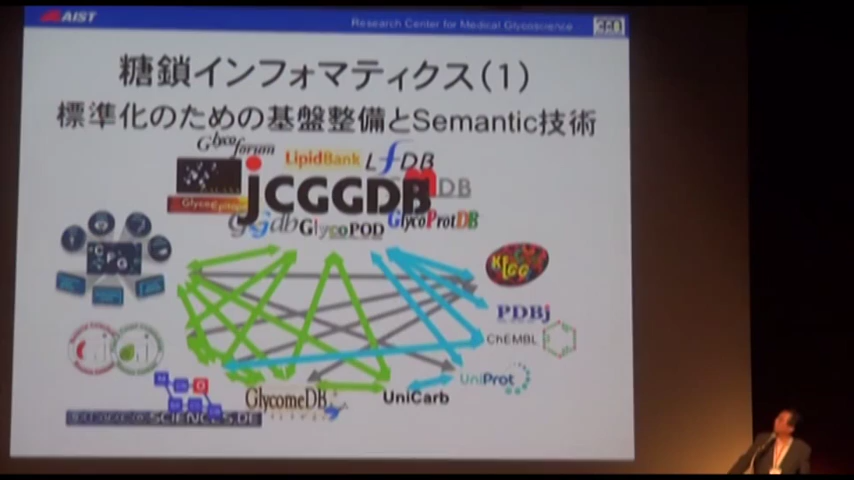 AIST
Research Center for Medical Glycoscience
糖鎖インフォマティクス(1)
標準化のための基盤整備とSemantic技術
Glycoforum
LipidBank
LfDB
JCGGDB
DB
GlycoPOD
GlycoProtDB
CFG
KEGG
PDBj
ChEMBL
UniProt
GlycomeDB
UniCarb